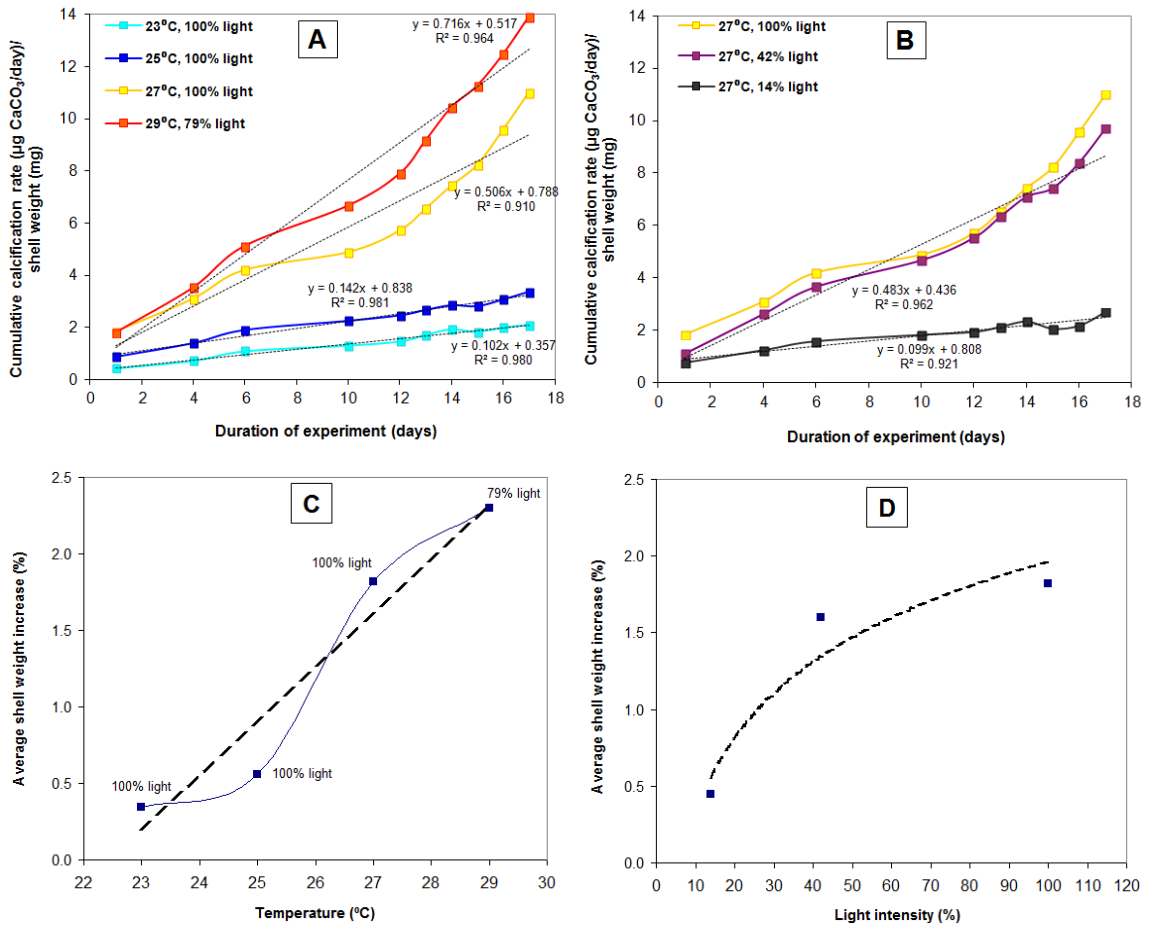 A
23ºC, 100% light
25ºC, 100% light
27ºC, 100% light
29ºC, 79% light
y = 0.716x + 0.517
R² = 0.964
y = 0.506x + 0.788
R² = 0.910
y = 0.142x + 0.838
R² = 0.981
y = 0.102x + 0.357
R² = 0.980
Cumulative calcification rate (µg CaCO₃/day)/
shell weight (mg)
14
12
10
8
6
4
2
0
0 2 4 6 8 10 12 14 16 18
Duration of experiment (days)
B
27ºC, 100% light
27ºC, 42% light
27ºC, 14% light
y = 0.483x + 0.436
R² = 0.962
y = 0.099x + 0.808
R² = 0.921
Cumulative calcification rate (µg CaCO₃/day)/
shell weight (mg)
14
12
10
8
6
4
2
0
0 2 4 6 8 10 12 14 16 18
Duration of experiment (days)
C
79% light
100% light
100% light
100% light
Average shell weight increase (%)
2.5
2.0
1.5
1.0
0.5
0.0
22 23 24 25 26 27 28 29 30
Temperature (ºC)
D
Average shell weight increase (%)
2.5
2.0
1.5
1.0
0.5
0.0
0 10 20 30 40 50 60 70 80 90 100 110 120
Light intensity (%)